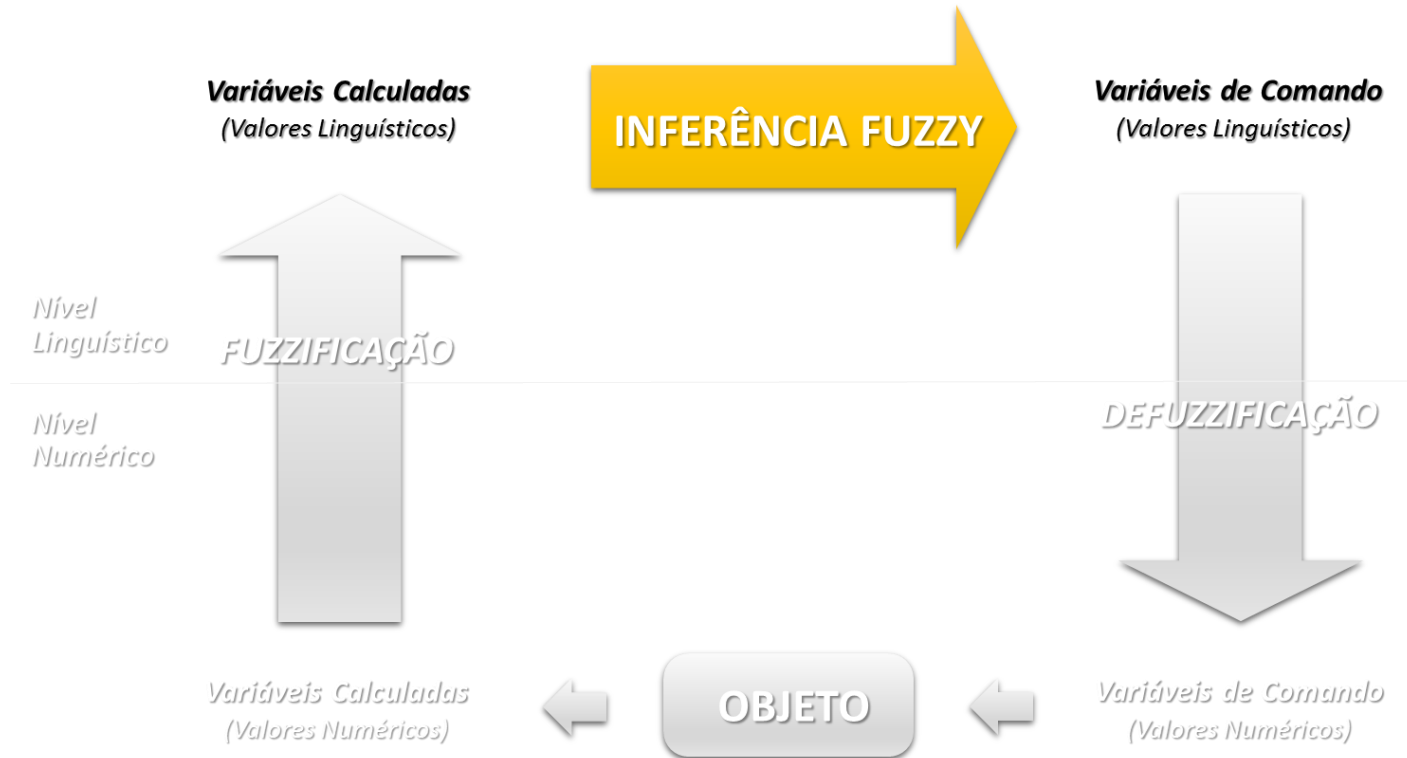 Variáveis Calculadas
(Valores Linguísticos)
INFERÊNCIA FUZZY
Variáveis de Comando
(Valores Linguísticos)
Nível
Linguístico
FUZZIFICAÇÃO
Nível
Numérico
DEFUZZIFICAÇÃO
Variáveis Calculadas
(Valores Numéricos)
OBJETO
Variáveis de Comando
(Valores Numéricos)